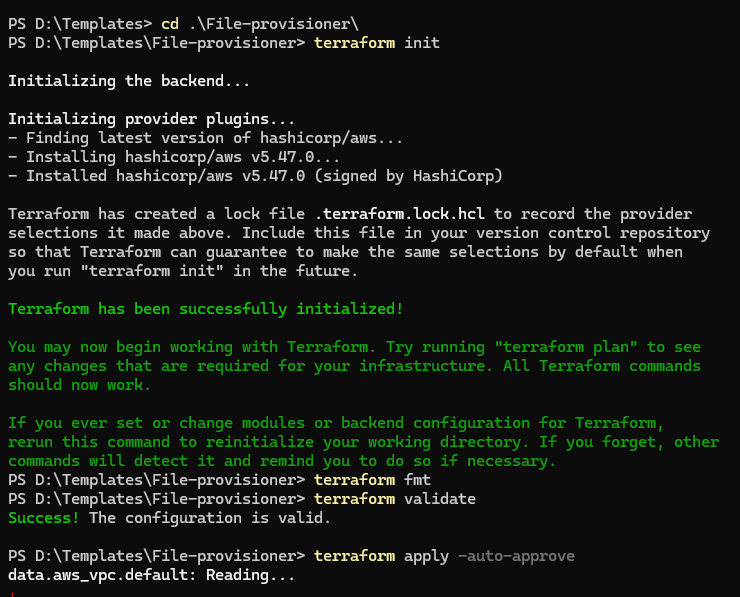 PS D:\Templates> cd .\File-provisioner\
PS D:\Templates\File-provisioner> terraform init
Initializing the backend...
Initializing provider plugins...
- Finding latest version of hashicorp/aws...
- Installing hashicorp/aws v5.47.0...
- Installed hashicorp/aws v5.47.0 (signed by HashiCorp)
Terraform has created a lock file .terraform.lock.hcl to record the provider
selections it made above. Include this file in your version control repository
so that Terraform can guarantee to make the same selections by default when
you run "terraform init" in the future.
Terraform has been successfully initialized!
You may now begin working with Terraform. Try running "terraform plan" to see
any changes that are required for your infrastructure. All Terraform commands
should now work.
If you ever set or change modules or backend configuration for Terraform,
rerun this command to reinitialize your working directory. If you forget, other
commands will detect it and remind you to do so if necessary.
PS D:\Templates\File-provisioner> terraform fmt
PS D:\Templates\File-provisioner> terraform validate
Success! The configuration is valid.
PS D:\Templates\File-provisioner> terraform apply -auto-approve
data.aws_vpc.default: Reading...